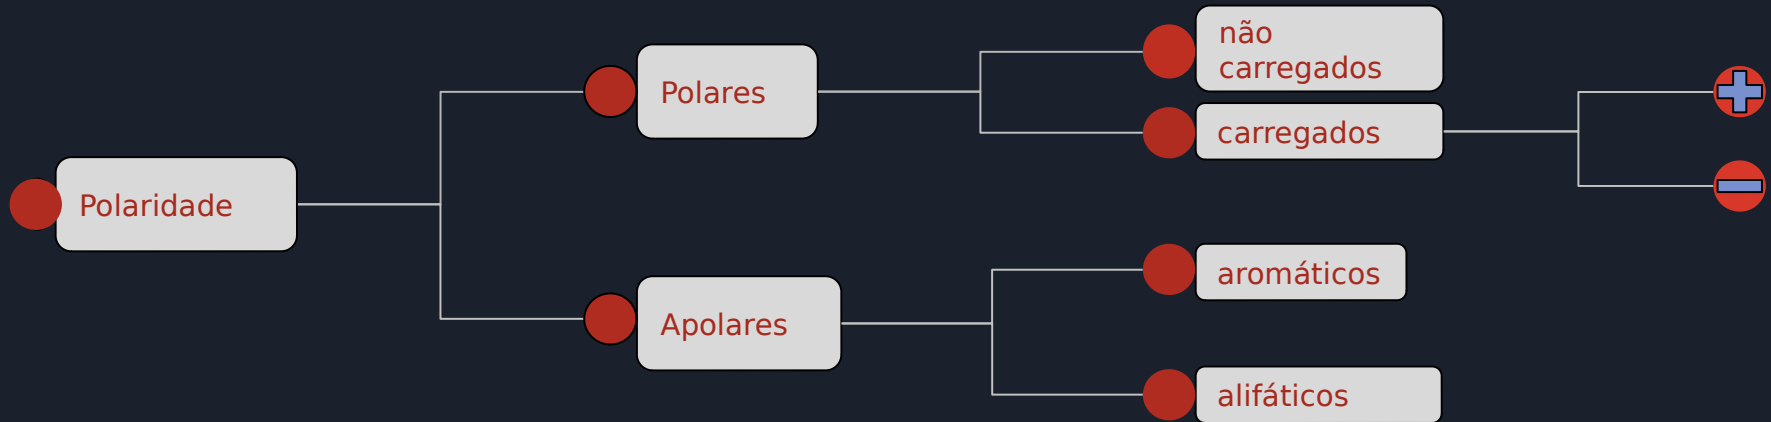 não
carregados
Polares
carregados
Polaridade
aromáticos
Apolares
alifáticos